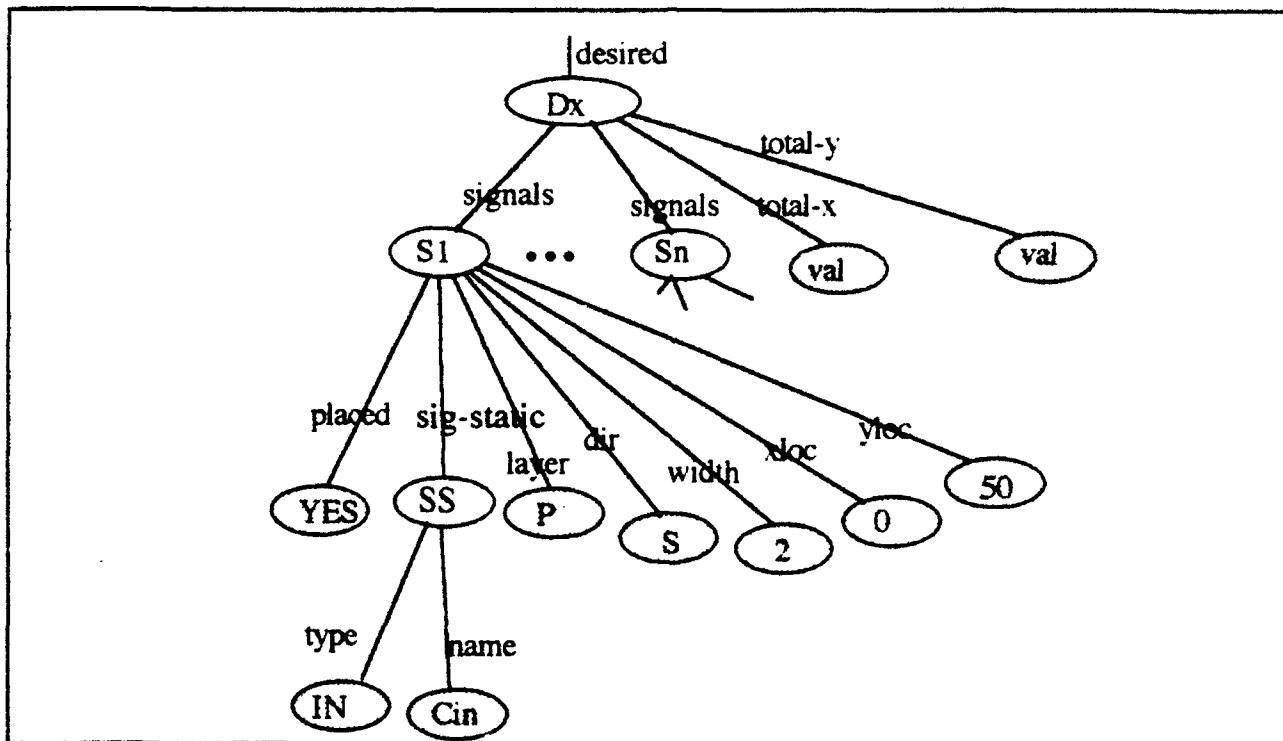 desired
Dx
total-y
signals
signals
total-x
S1
...
Sn
val
val
placed
sig-static
layer
dir
width
xloc
yloc
YES
SS
P
S
2
0
50
type
name
IN
Cin